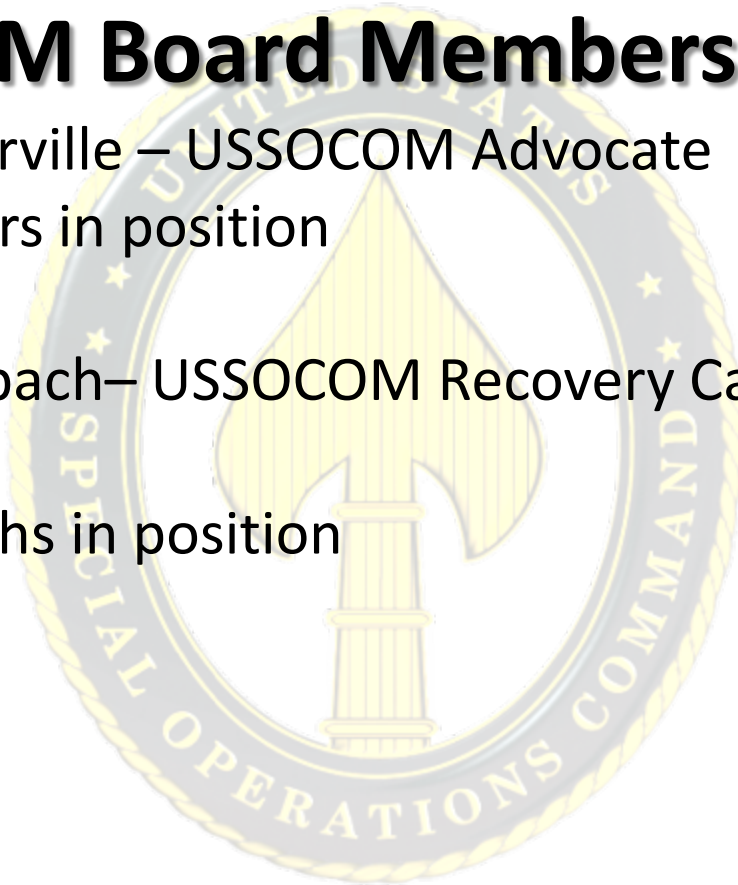 M Board Members
rville – USSOCOM Advocate
rs in position
oach– USSOCOM Recovery Ca
hs in position
UNITED STATES
SPECIAL OPERATIONS COMMAND